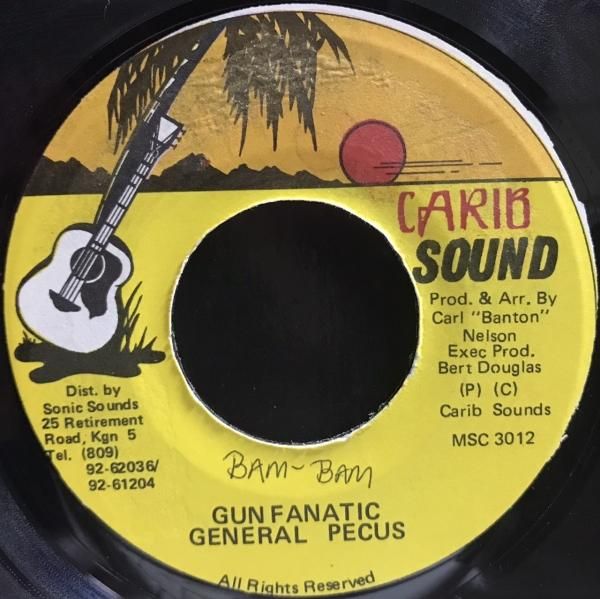 CARIB
SOUND
Prod. & Arr. By
Carl "Banton"
Nelson
Exec Prod.
Bert Douglas
(P) (C)
Carib Sounds
MSC 3012
Dist. by
Sonic Sounds
25 Retirement
Road, Kgn 5
Tel. (809)
92-62036/
92-61204
BAM-BAM
GUN FANATIC
GENERAL PECUS
All Rights Reserved